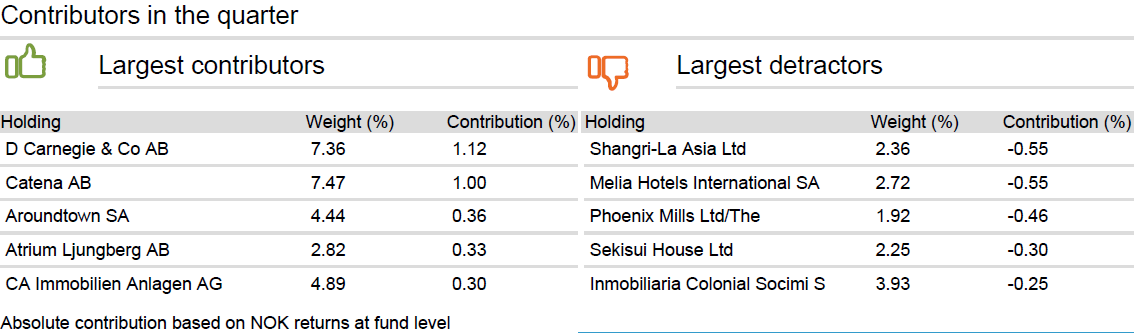 Contributors in the quarter
Largest contributors
Holding Weight (%) Contribution (%)
D Carnegie & Co AB 7.36 1.12
Catena AB 7.47 1.00
Aroundtown SA 4.44 0.36
Atrium Ljungberg AB 2.82 0.33
CA Immobilien Anlagen AG 4.89 0.30
Largest detractors
Holding Weight (%) Contribution (%)
Shangri-La Asia Ltd 2.36 -0.55
Melia Hotels International SA 2.72 -0.55
Phoenix Mills Ltd/The 1.92 -0.46
Sekisui House Ltd 2.25 -0.30
Inmobiliaria Colonial Socimi S 3.93 -0.25
Absolute contribution based on NOK returns at fund level